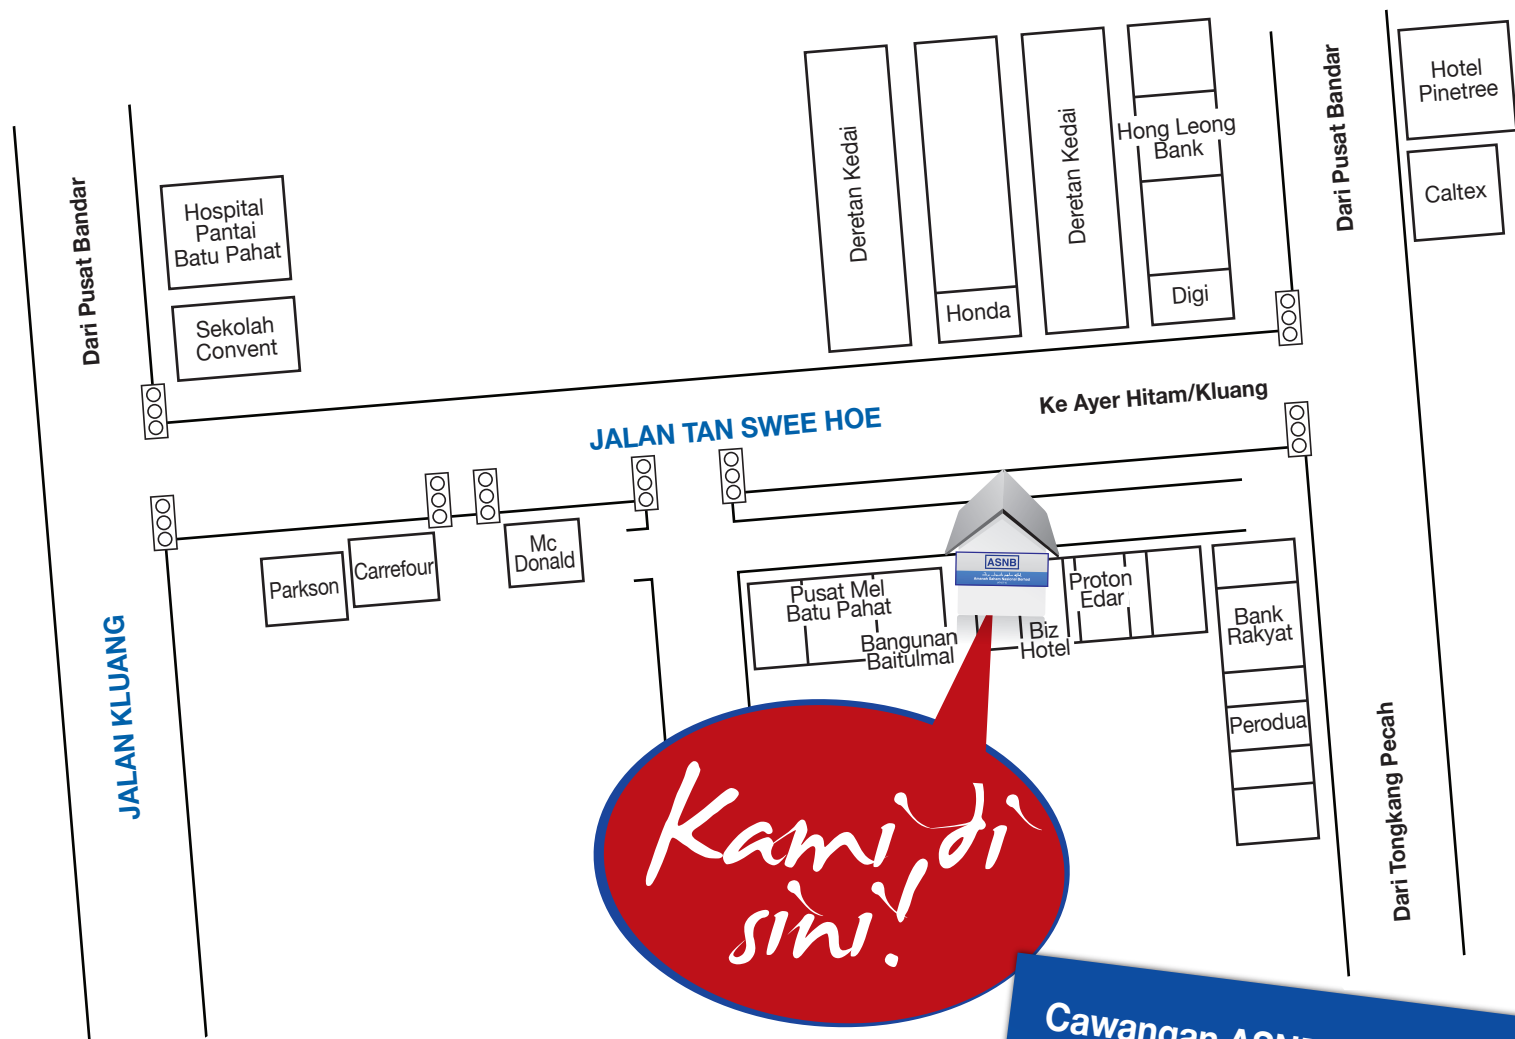 Hotel
Pinetree
Caltex
Dari Pusat Bandar
Hong Leong
Bank
Digi
Deretan Kedai
Honda
Deretan Kedai
Dari Pusat Bandar
Hospital
Pantai
Batu Pahat
Sekolah
Convent
Ke Ayer Hitam/Kluang
JALAN TAN SWEE HOE
Parkson
Carrefour
Mc
Donald
ASNB
Pusat Mel
Batu Pahat
Bangunan
Baitulmal
Biz
Hotel
Proton
Edar
Bank
Rakyat
Perodua
JALAN KLUANG
Dari Tongkang Pecah
Kami di
sini!
Cawangan ASNB